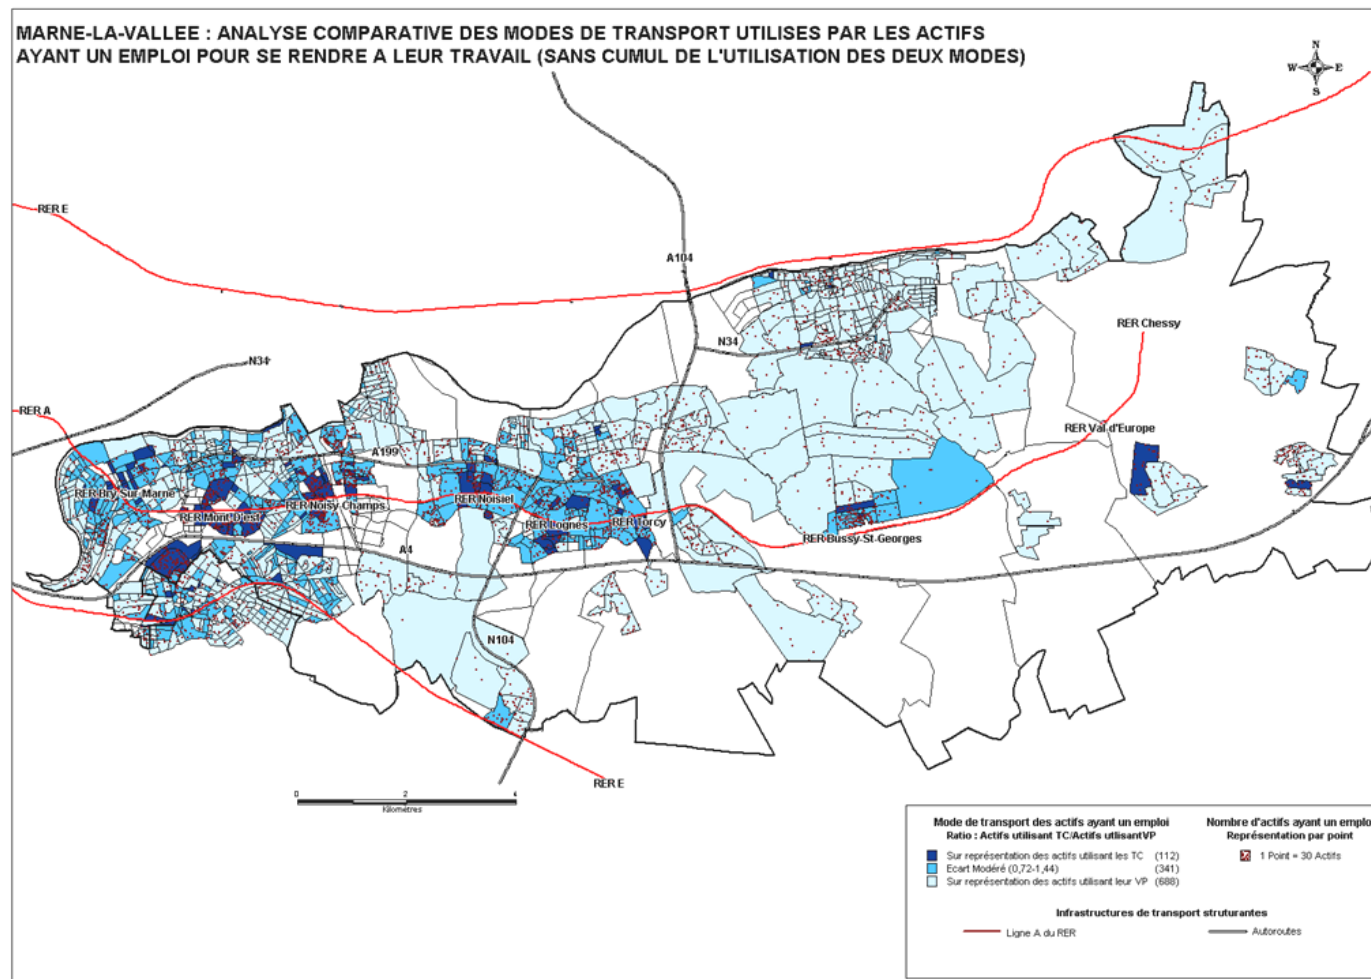 MARNE-LA-VALLEE : ANALYSE COMPARATIVE DES MODES DE TRANSPORT UTILISES PAR LES ACTIFS
AYANT UN EMPLOI POUR SE RENDRE A LEUR TRAVAIL (SANS CUMUL DE L'UTILISATION DES DEUX MODES)
N
W E
S
RER E
A104
N34
RER Chessy
N34
RER A
RER Val d'Europe
A199
RER Bry-Sur-Marne
RER Noisiel
RER Noisy-Champs
RER Mont-D'est
RER Lognes
RER Torcy
RER Bussy-St-Georges
A4
N104
RER E
0 2 4
Kilomètres
Mode de transport des actifs ayant un emploi
Ratio : Actifs utilisant TC/Actifs utlisantVP
Sur représentation des actifs utilisant les TC (112)
Ecart Modéré (0,72-1,44) (341)
Sur représentation des actifs utilisant leur VP (688)
Nombre d'actifs ayant un emplo
Représentation par point
1 Point = 30 Actifs
Infrastructures de transport struturantes
Ligne A du RER
Autoroutes